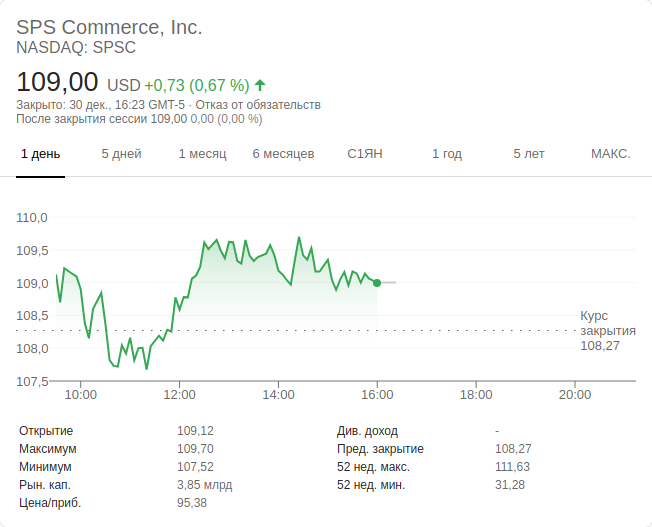 SPS Commerce, Inc.
NASDAQ: SPSC
109,00 USD +0,73 (0,67 %)
Закрыто: 30 дек., 16:23 GMT-5 · Отказ от обязательств
После закрытия сессии 109,00 0,00 (0,00 %)
1 день 5 дней 1 месяц 6 месяцев С1ЯН 1 год 5 лет МАКС.
110,0
109,5
109,0
108,5
108,0
107,5
Курс
закрытия
108,27
10:00 12:00 14:00 16:00 18:00 20:00
Открытие 109,12 Див. доход -
Максимум 109,70 Пред. закрытие 108,27
Минимум 107,52 52 нед. макс. 111,63
Рын. кап. 3,85 млрд 52 нед. мин. 31,28
Цена/приб. 95,38